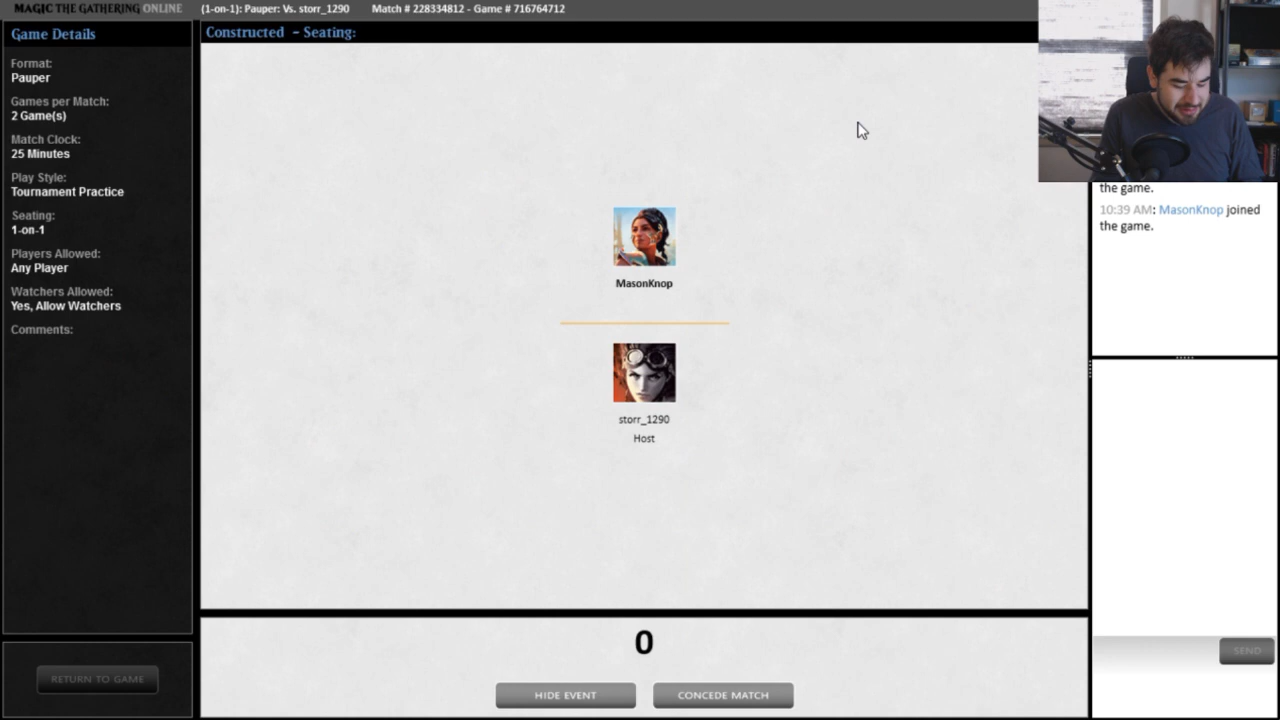 MAGIC THE GATHERING ONLINE
(1-on-1): Pauper: Vs. storr_1290 Match # 228334812 - Game # 716764712
Game Details
Format:
Pauper
Games per Match:
2 Game(s)
Match Clock:
25 Minutes
Play Style:
Tournament Practice
Seating:
1-on-1
Players Allowed:
Any Player
Watchers Allowed:
Yes, Allow Watchers
Comments:
RETURN TO GAME
Constructed - Seating:
MasonKnop
storr_1290
Host
0
HIDE EVENT CONCEDE MATCH
the game.
10:39 AM: MasonKnop joined
the game.
SEND